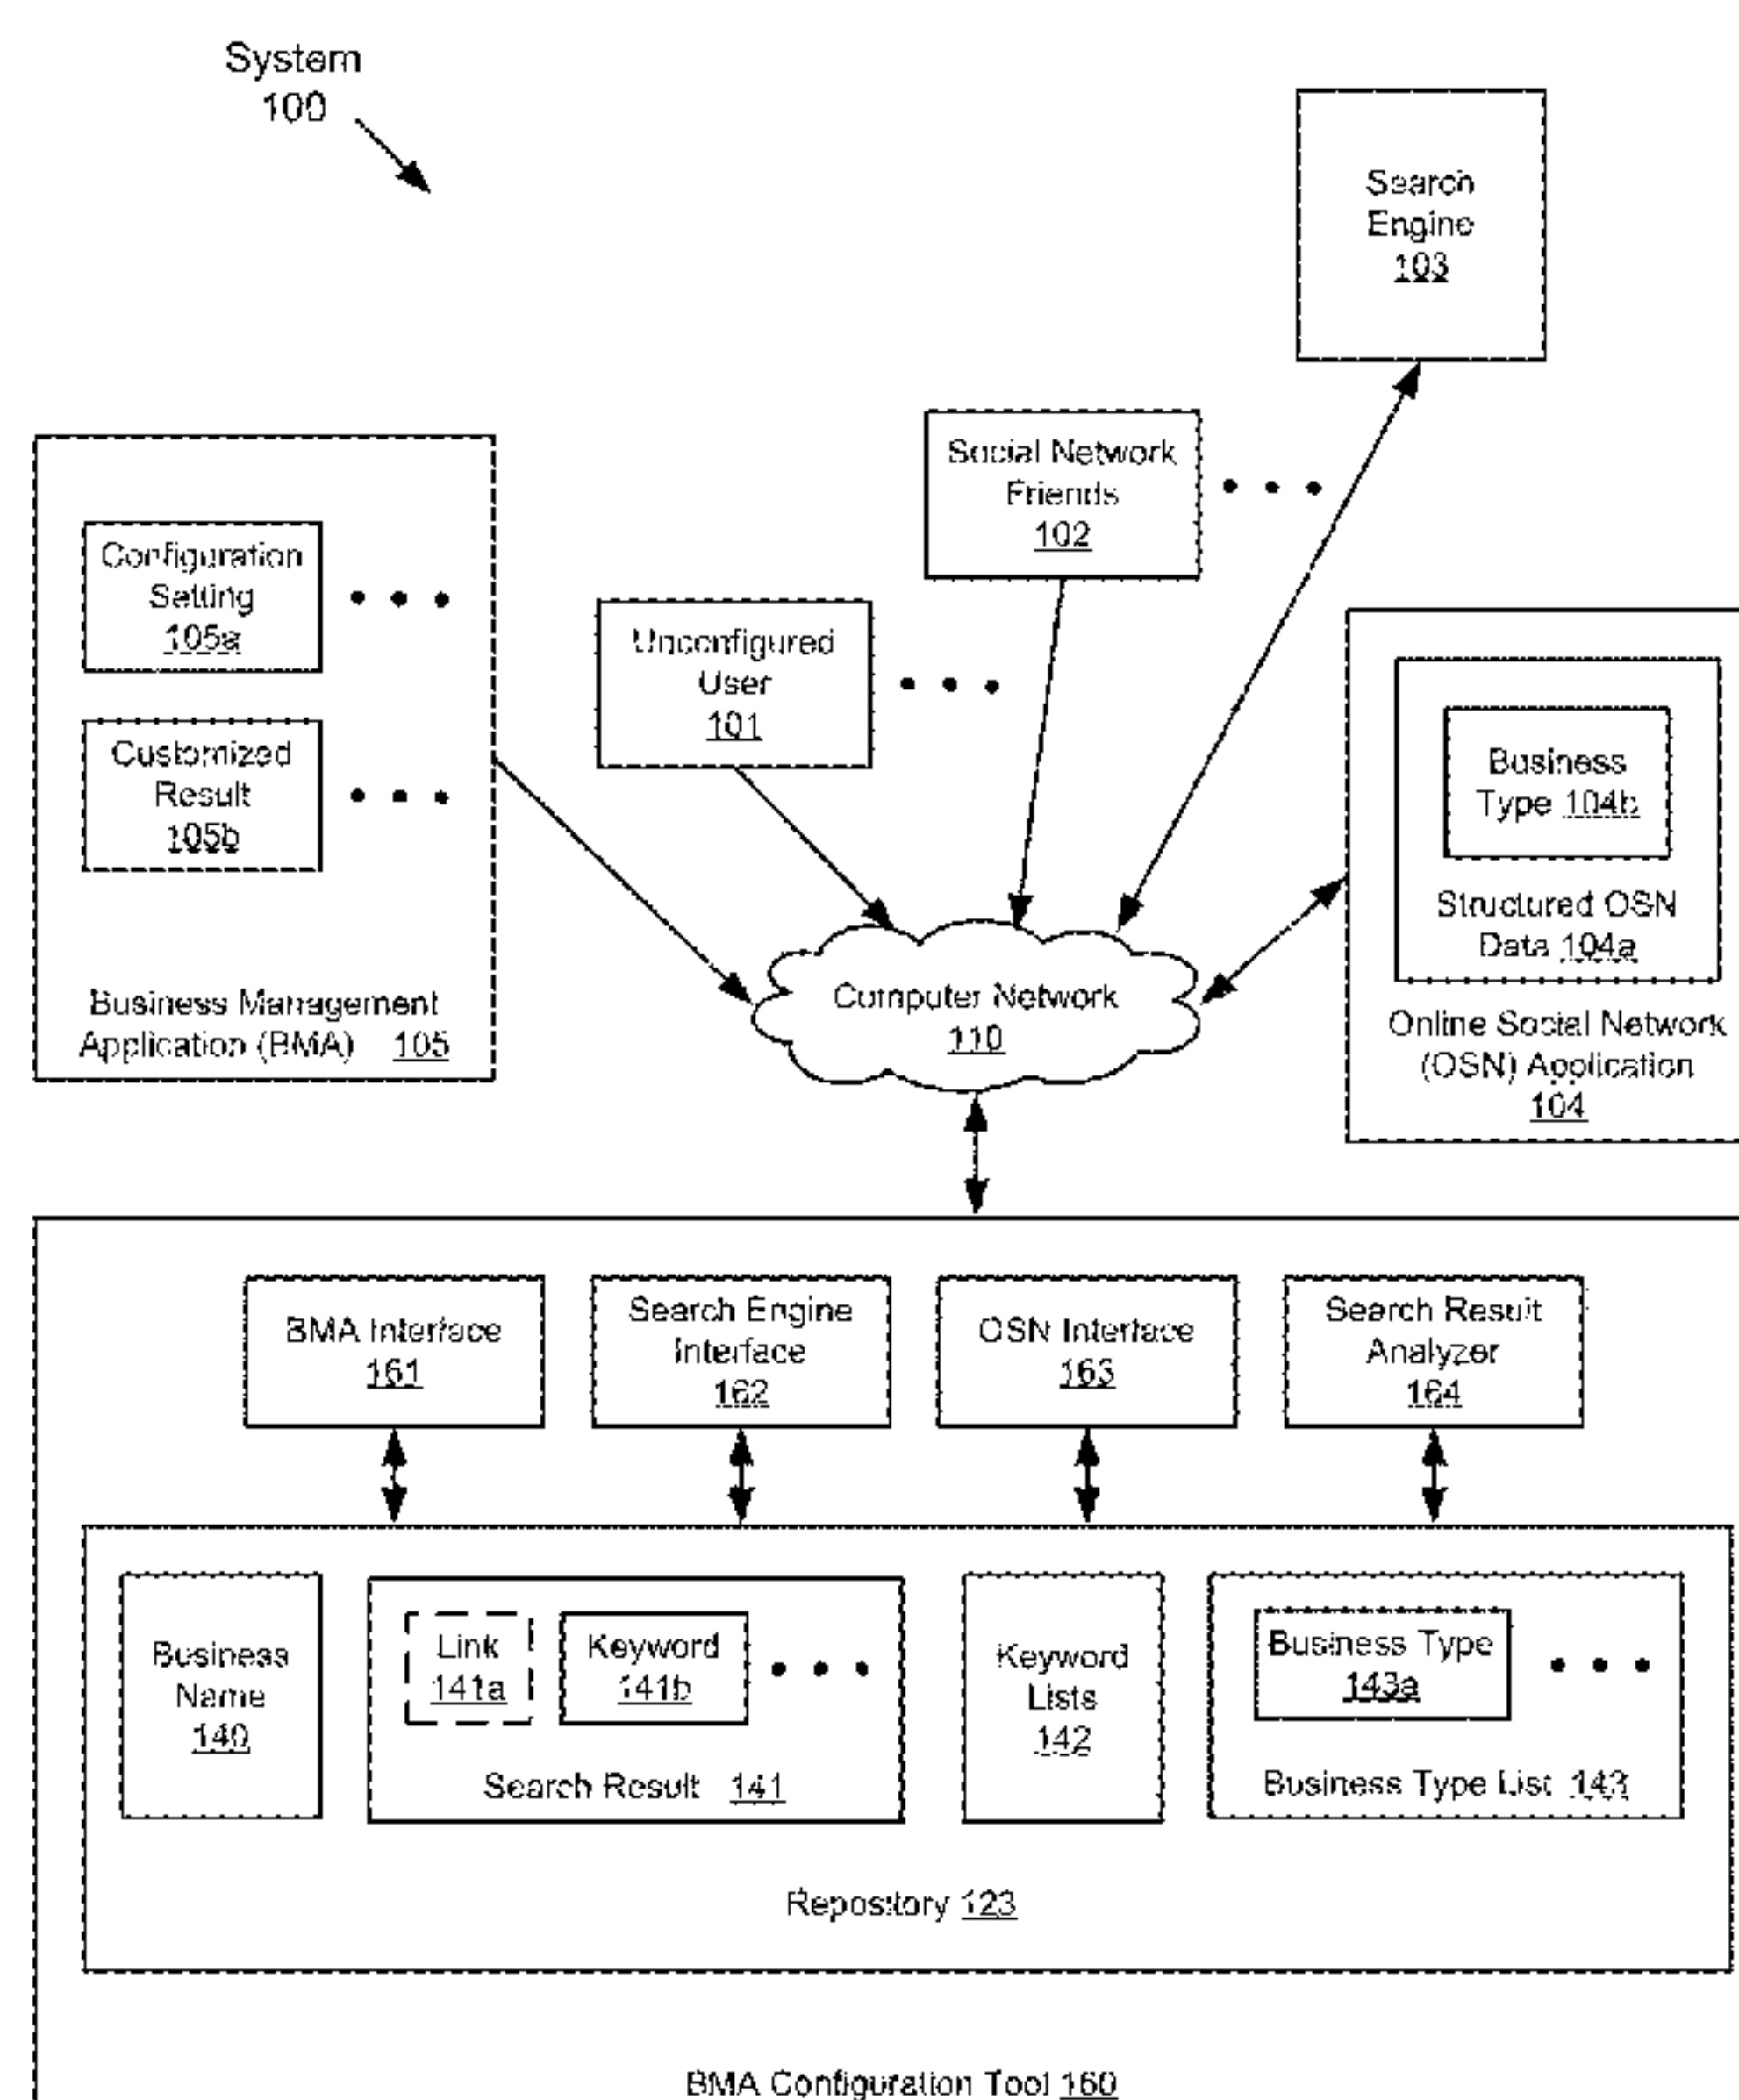 System
100
Search
Engine
103
Social Network
Friends
102
Configuration
Setting
105a
Unconfigured
User
101
Customized
Result
105b
Business
Type 104b
Structured OSN
Data 104a
Business Management
Application (BMA) 105
Computer Network
110
Online Social Network
(OSN) Application
104
BMA Interface
161
Search Engine
Interface
162
OSN Interface
163
Search Result
Analyzer
164
Business
Name
140
Link
141a
Keyword
141b
Search Result 141
Keyword
Lists
142
Business Type
143a
Business Type List 143
Repository 123
BMA Configuration Tool 160